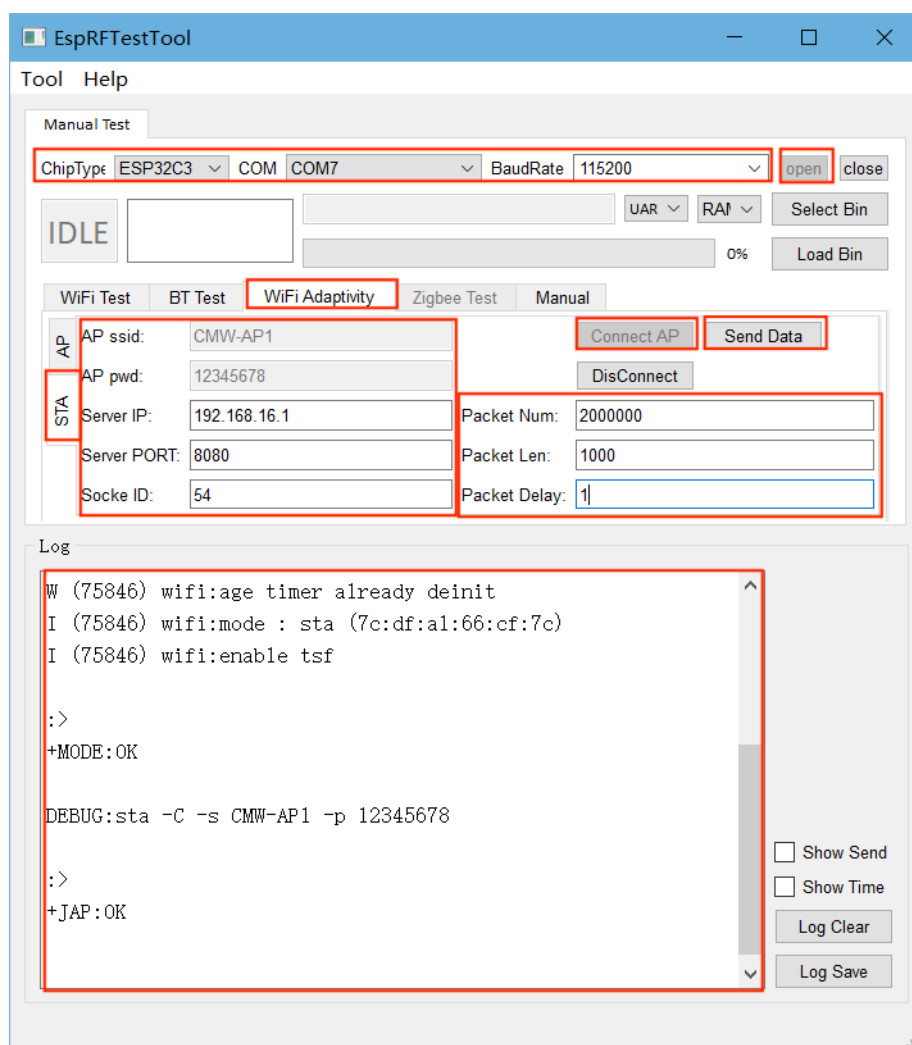 EspRFTestTool
Tool Help
Manual Test
ChipType ESP32C3 COM COM7 BaudRate 115200 open close
IDLE UAR RAM Select Bin
0% Load Bin
WiFi Test BT Test WiFi Adaptivity Zigbee Test Manual
AP
STA
AP ssid: CMW-AP1 Connect AP Send Data
AP pwd: 12345678 DisConnect
Server IP: 192.168.16.1 Packet Num: 2000000
Server PORT: 8080 Packet Len: 1000
Socke ID: 54 Packet Delay: 1
Log
W (75846) wifi:age timer already deinit
I (75846) wifi:mode : sta (7c:df:a1:66:cf:7c)
I (75846) wifi:enable tsf
:>
+MODE:OK
DEBUG:sta -C -s CMW-AP1 -p 12345678
:>
+JAP:OK
Show Send
Show Time
Log Clear
Log Save